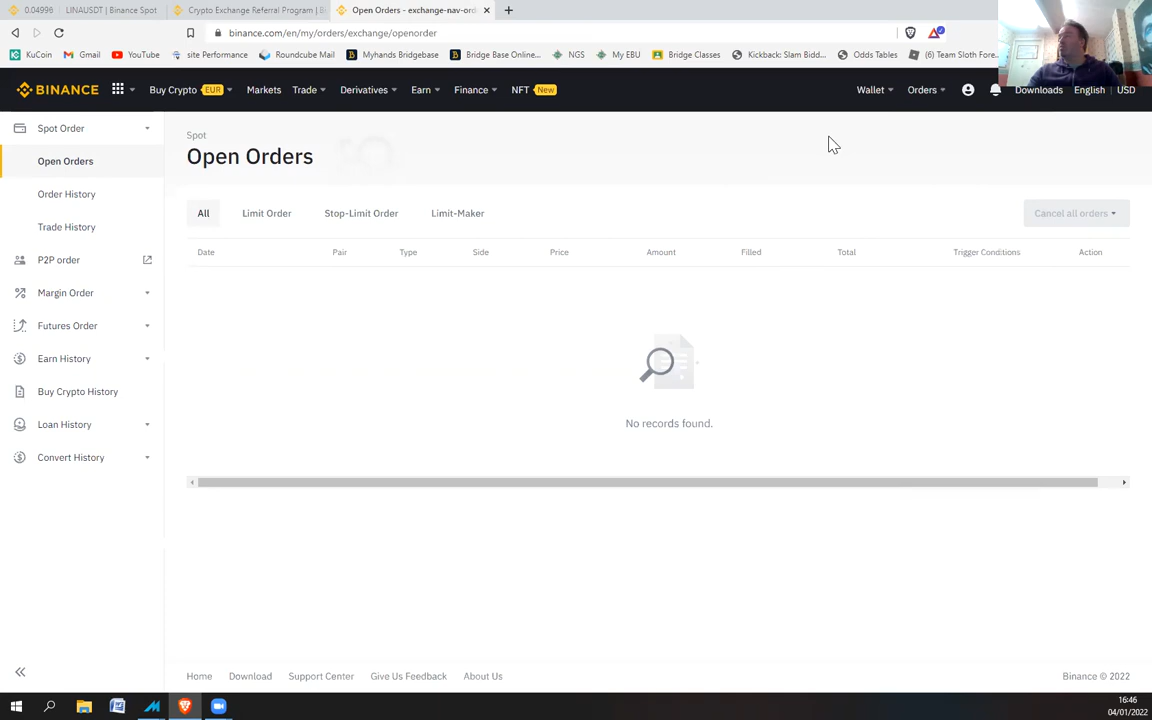 0.04996 LINAUSDT | Binance Spot
Crypto Exchange Referral Program | Bi
Open Orders - exchange-nav-ord
binance.com/en/my/orders/exchange/openorder
KuCoin
Gmail
YouTube
site Performance
Roundcube Mail
Myhands Bridgebase
Bridge Base Online...
NGS
My EBU
Bridge Classes
Kickback: Slam Bidd...
Odds Tables
(6) Team Sloth Fore...
BINANCE
Buy Crypto EUR
Markets
Trade
Derivatives
Earn
Finance
NFT New
Wallet
Orders
Downloads
English
USD
Spot Order
Open Orders
Order History
Trade History
P2P order
Margin Order
Futures Order
Earn History
Buy Crypto History
Loan History
Convert History
Spot
Open Orders
All
Limit Order
Stop-Limit Order
Limit-Maker
Cancel all orders
Date
Pair
Type
Side
Price
Amount
Filled
Total
Trigger Conditions
Action
No records found.
Home
Download
Support Center
Give Us Feedback
About Us
Binance © 2022
16:46
04/01/2022